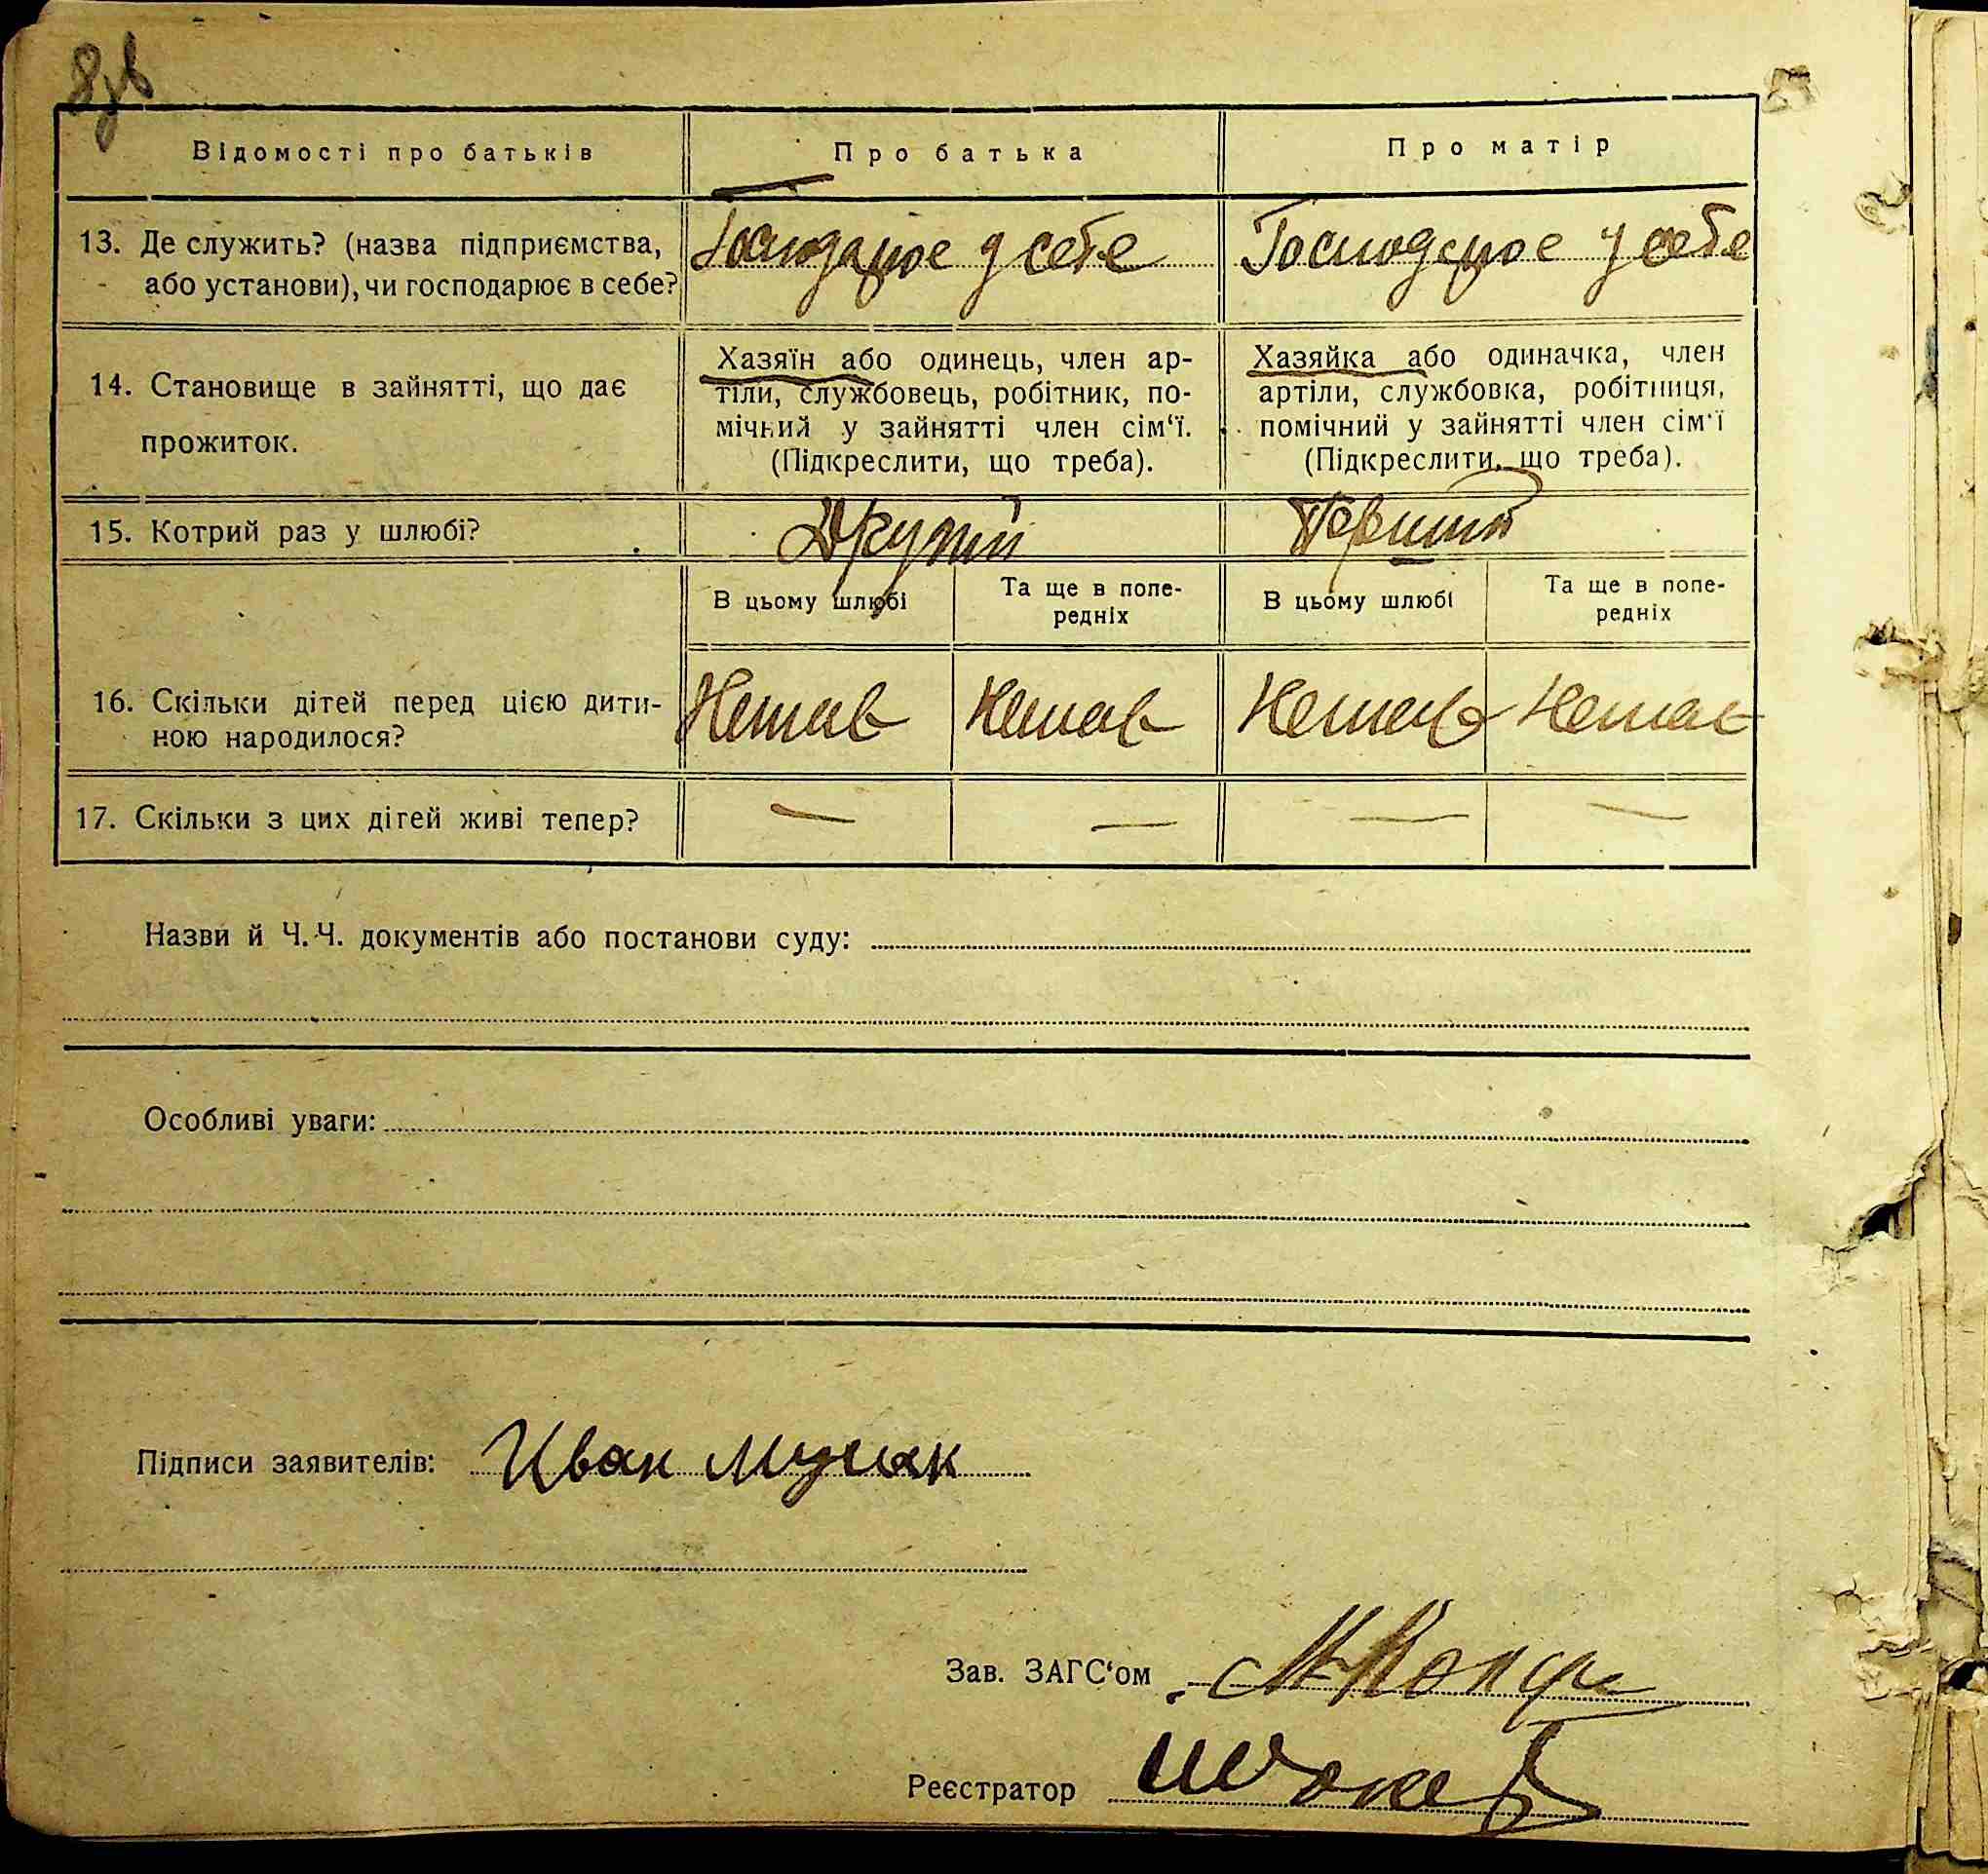 8зв
Відомості про батьків
Про батька
Про матір
13. Де служить? (назва підприємства,
або установи), чи господарює в себе?
Господарює у себе
Господарює у себе
14. Становище в зайнятті, що дає
прожиток.
Хазяїн або одинець, член ар-
тіли, службовець, робітник, по-
мічний у зайнятті член сім‘ї.
(Підкреслити, що треба).
Хазяйка або одиначка, член
артіли, службовка, робітниця,
помічний у зайнятті член сім‘ї
(Підкреслити, що треба).
15. Котрий раз у шлюбі?
Другий
Перший
16. Скільки дітей перед цією дити-
ною народилося?
В цьому шлюбі
Та ще в попе-
редніх
В цьому шлюбі
Та ще в попе-
редніх
Немає Немає Немає Немає
17. Скільки з цих дітей живі тепер?
— — — —
Назви й Ч.Ч. документів або постанови суду:
Особливі уваги:
Підписи заявителів: Иван
Зав. ЗАГС‘ом
Реєстратор